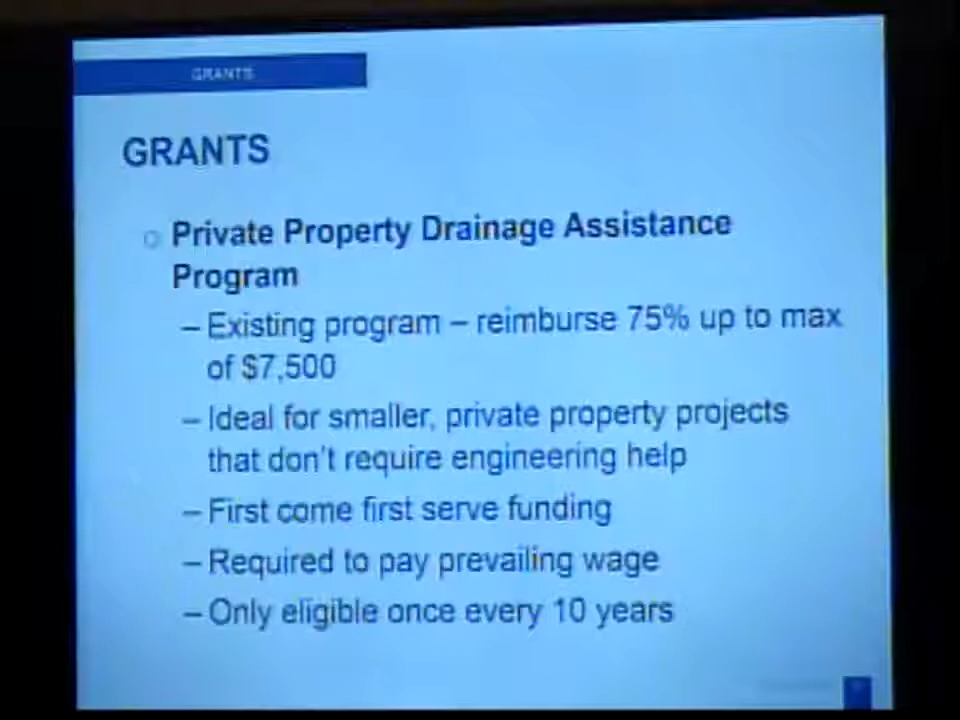 GRANTS
GRANTS
Private Property Drainage Assistance
Program
– Existing program – reimburse 75% up to max
of $7,500
– Ideal for smaller, private property projects
that don't require engineering help
– First come first serve funding
– Required to pay prevailing wage
– Only eligible once every 10 years